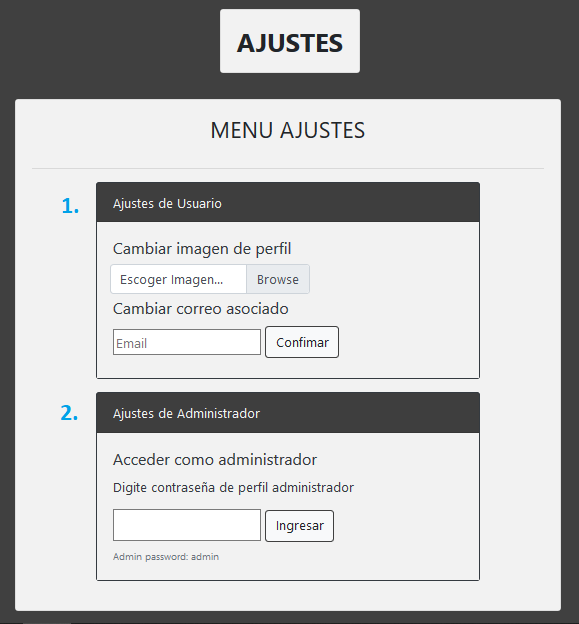 AJUSTES
MENU AJUSTES
1.
Ajustes de Usuario
Cambiar imagen de perfil
Escoger Imagen... Browse
Cambiar correo asociado
Email Confimar
2.
Ajustes de Administrador
Acceder como administrador
Digite contraseña de perfil administrador
Ingresar
Admin password: admin